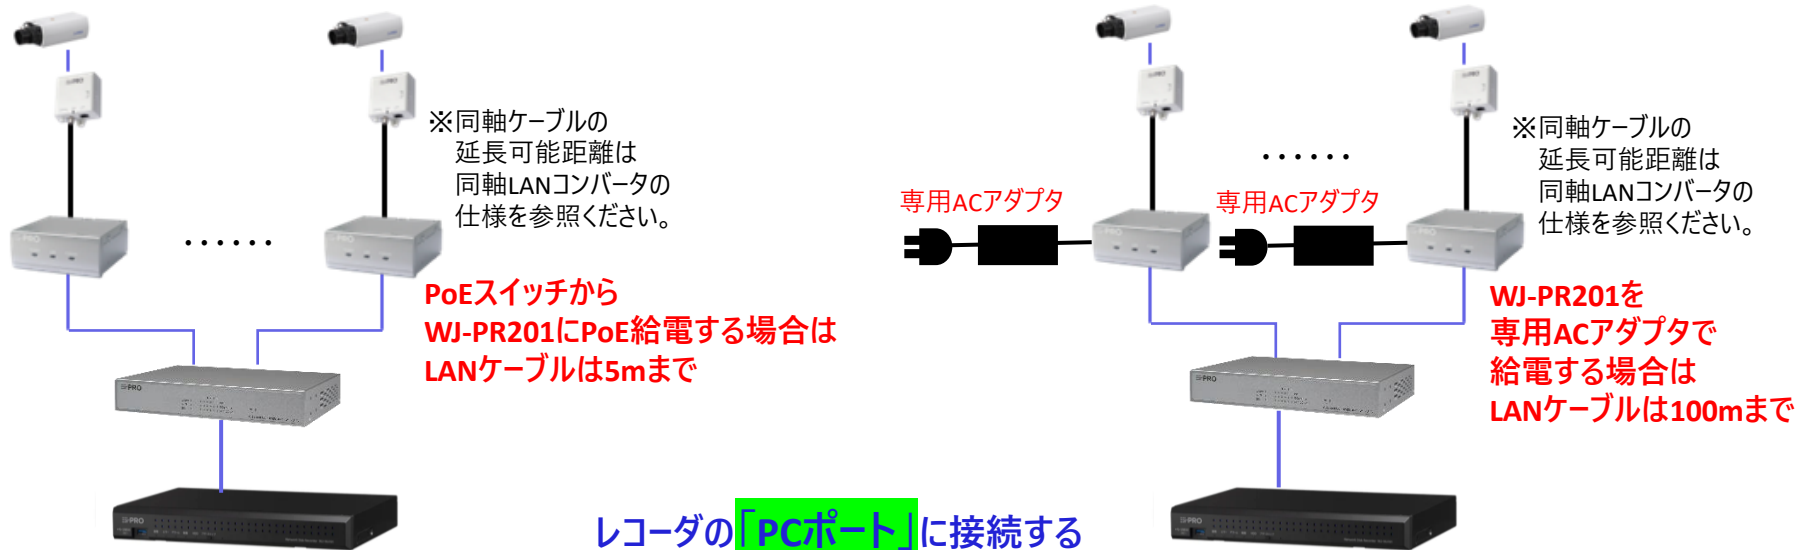 ※同軸ケーブルの
延長可能距離は
同軸LANコンバータの
仕様を参照ください。
・・・・・・
PoEスイッチから
WJ-PR201にPoE給電する場合は
LANケーブルは5mまで
i-PRO
i-PRO
i-PRO
i-PRO
専用ACアダプタ
専用ACアダプタ
・・・・・・
※同軸ケーブルの
延長可能距離は
同軸LANコンバータの
仕様を参照ください。
WJ-PR201を
専用ACアダプタで
給電する場合は
LANケーブルは100mまで
i-PRO
i-PRO
i-PRO
i-PRO
レコーダの「PCポート」に接続する